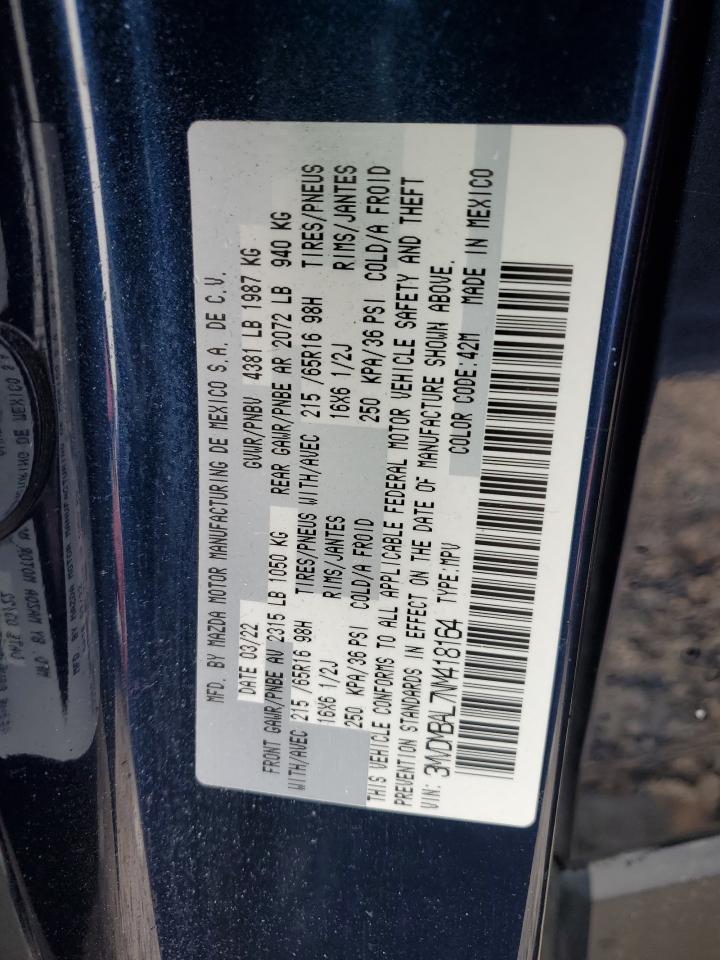 MFD. BY MAZDA MOTOR MANUFACTURING DE MEXICO S.A. DE C.V.
DATE 03/22 GVWR/PNBV 4381 LB 1987 KG
FRONT GAWR/PNBE AV 2315 LB 1050 KG REAR GAWR/PNBE AR 2072 LB 940 KG
WITH/AVEC 215 /65R16 98H TIRES/PNEUS WITH/AVEC 215 /65R16 98H TIRES/PNEUS
16X6 1/2J RIMS/JANTES 16X6 1/2J RIMS/JANTES
250 KPA/36 PSI COLD/A FROID 250 KPA/36 PSI COLD/A FROID
THIS VEHICLE CONFORMS TO ALL APPLICABLE FEDERAL MOTOR VEHICLE SAFETY AND THEFT
PREVENTION STANDARDS IN EFFECT ON THE DATE OF MANUFACTURE SHOWN ABOVE.
VIN: 3MVDMBAL7NM418164 TYPE:MPV COLOR CODE:42M MADE IN MEXICO